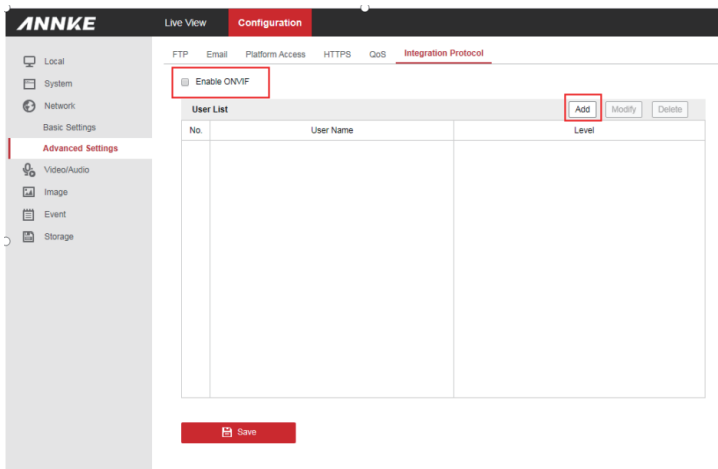 ANNKE
Live View Configuration
FTP Email Platform Access HTTPS QoS Integration Protocol
Local
System
Network
Basic Settings
Advanced Settings
Video/Audio
Image
Event
Storage
Enable ONVIF
User List Add Modify Delete
No. User Name Level
Save